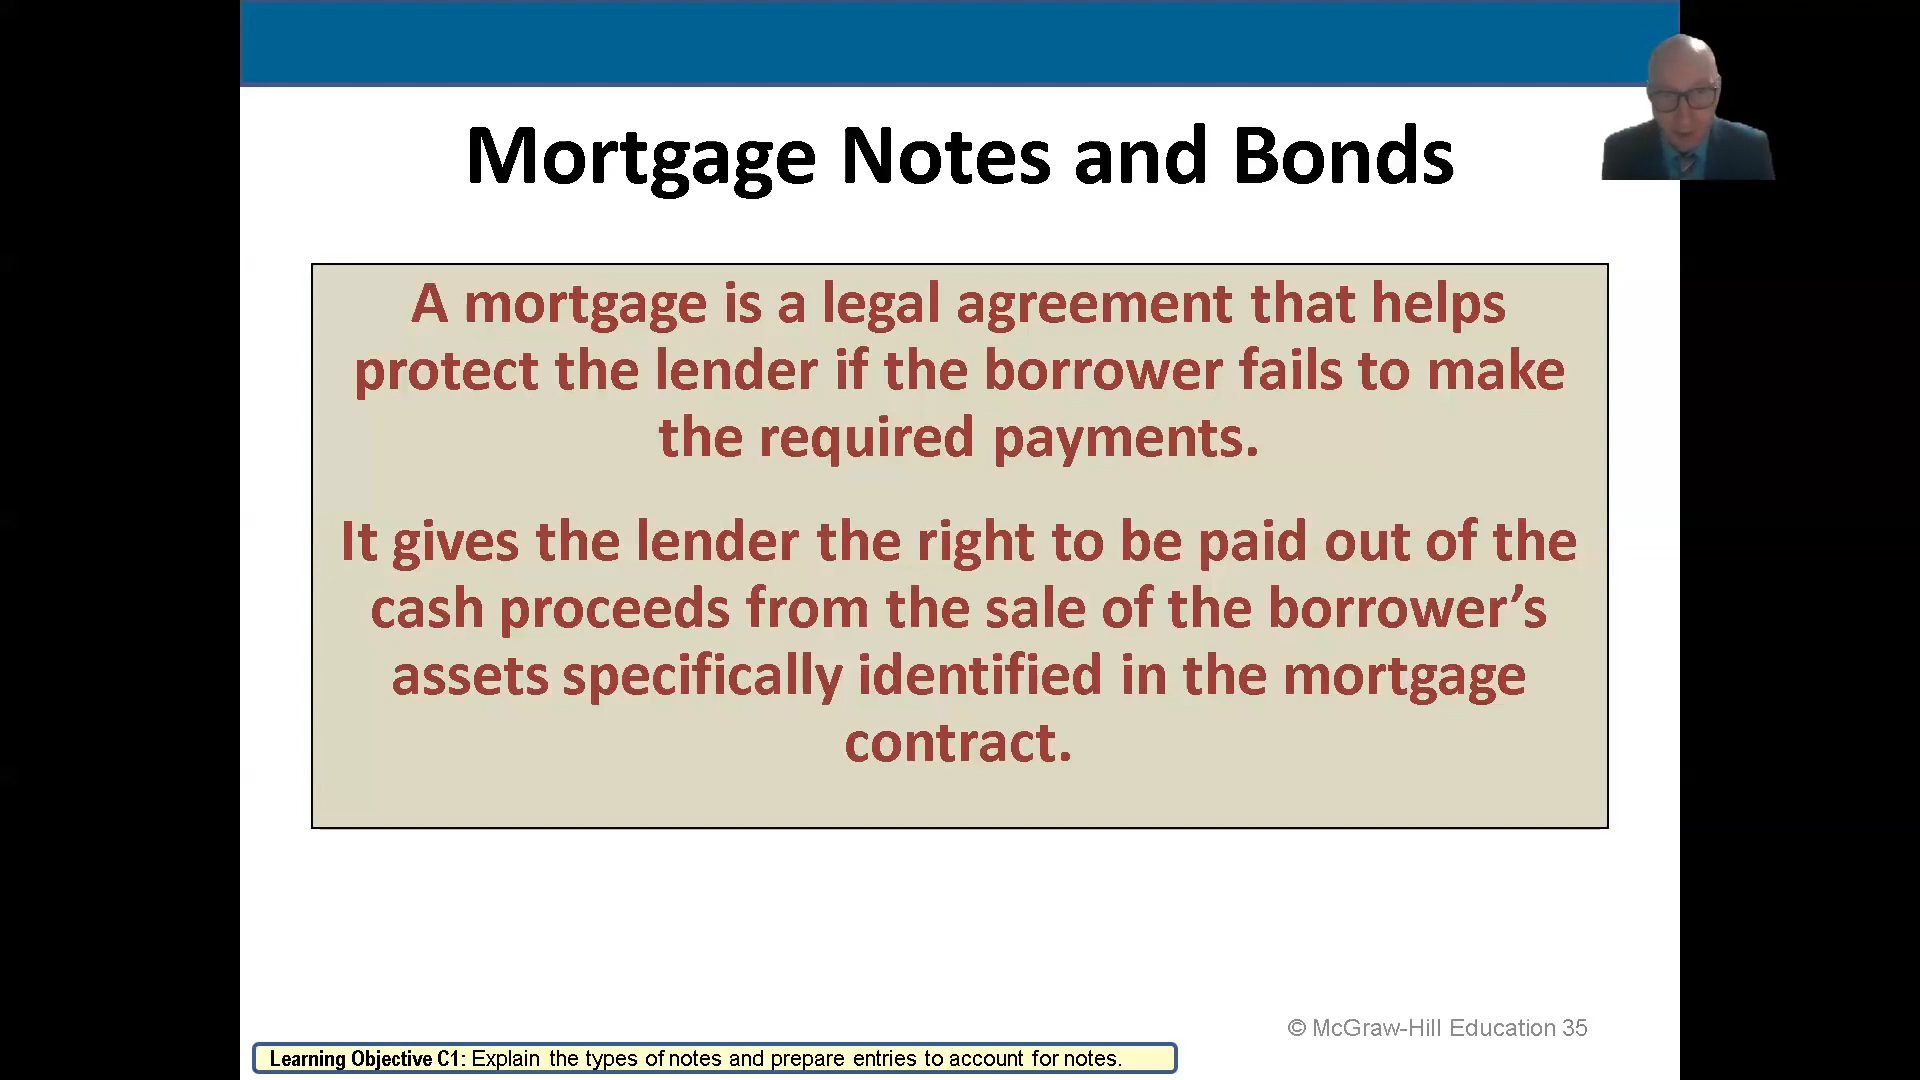 Mortgage Notes and Bonds
A mortgage is a legal agreement that helps
protect the lender if the borrower fails to make
the required payments.
It gives the lender the right to be paid out of the
cash proceeds from the sale of the borrower’s
assets specifically identified in the mortgage
contract.
© McGraw-Hill Education 35
Learning Objective C1: Explain the types of notes and prepare entries to account for notes.